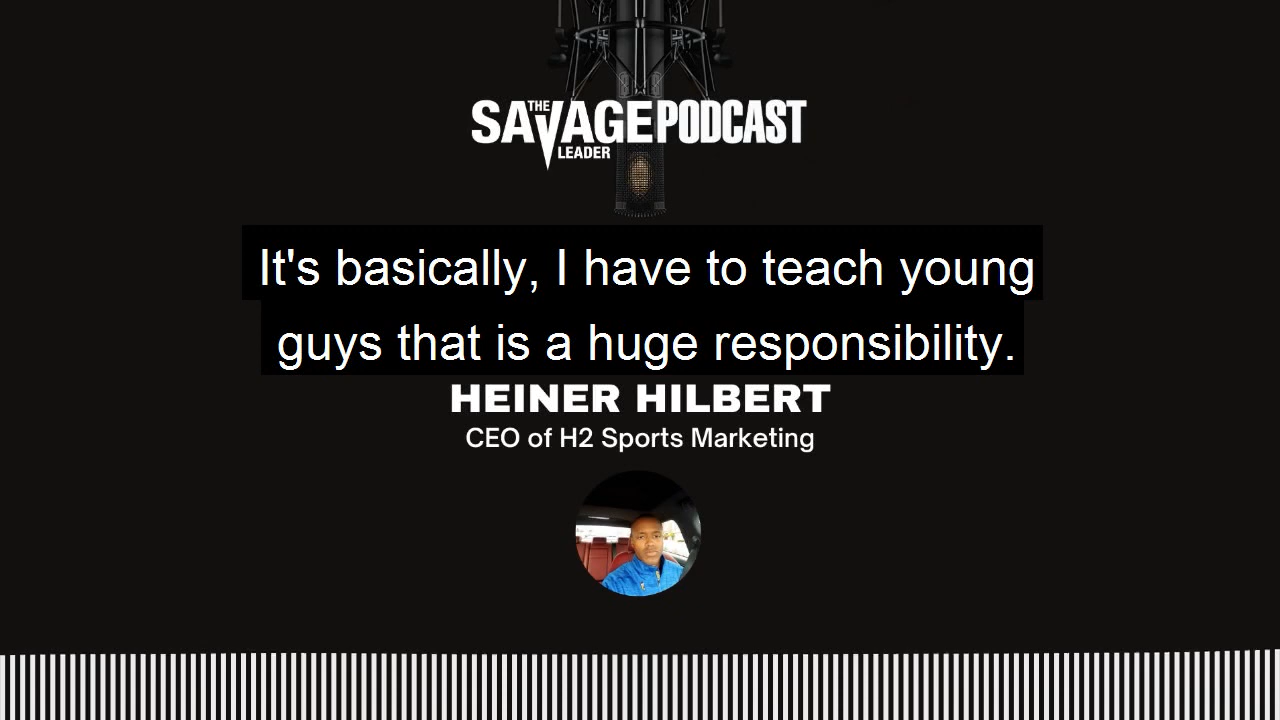 THE SAVAGE LEADER PODCAST
It's basically, I have to teach young
guys that is a huge responsibility.
HEINER HILBERT
CEO of H2 Sports Marketing